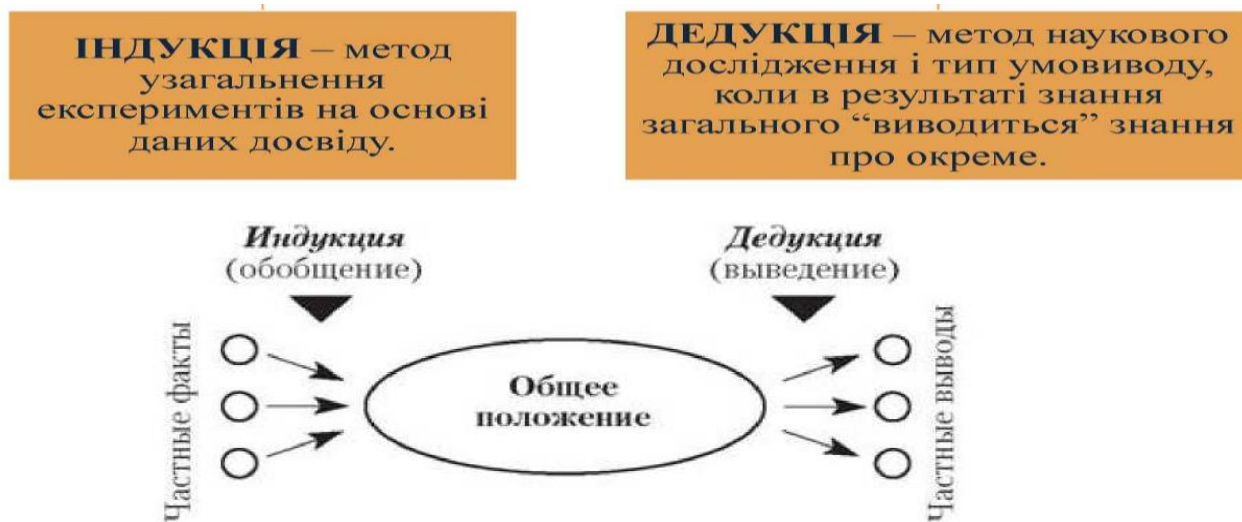 ІНДУКЦІЯ – метод
узагальнення
експериментів на основі
даних досвіду.
ДЕДУКЦІЯ – метод наукового
дослідження і тип умовиводу,
коли в результаті знання
загального “виводиться” знання
про окреме.
Индукция
(обобщение)
Дедукция
(выведение)
Частные факты
Общее
положение
Частные выводы